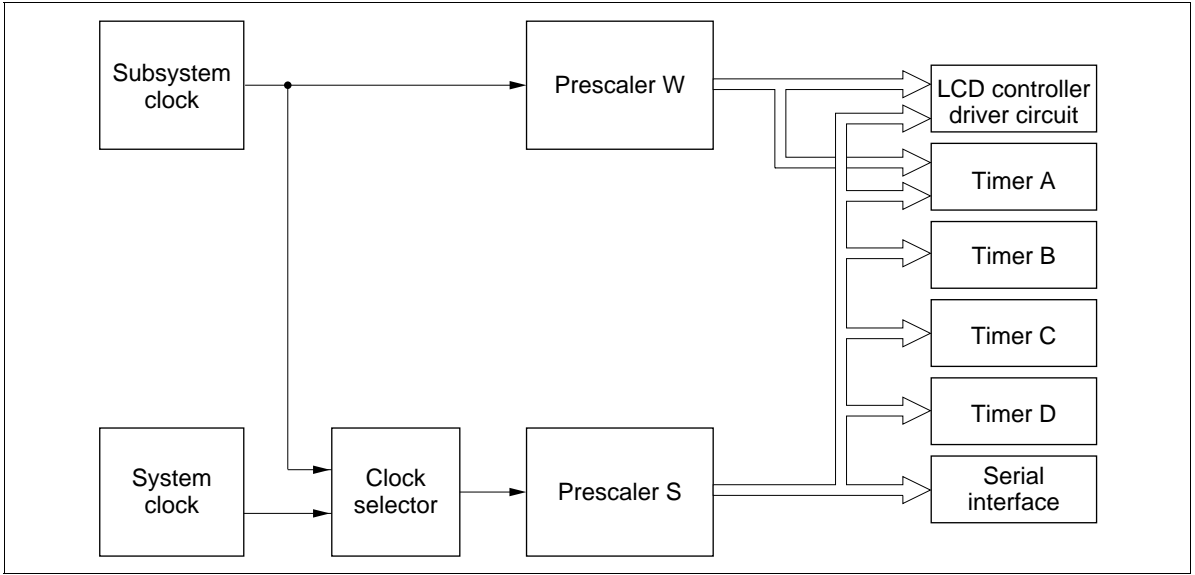 Subsystem
clock
Prescaler W
LCD controller
driver circuit
Timer A
Timer B
Timer C
Timer D
System
clock
Clock
selector
Prescaler S
Serial
interface